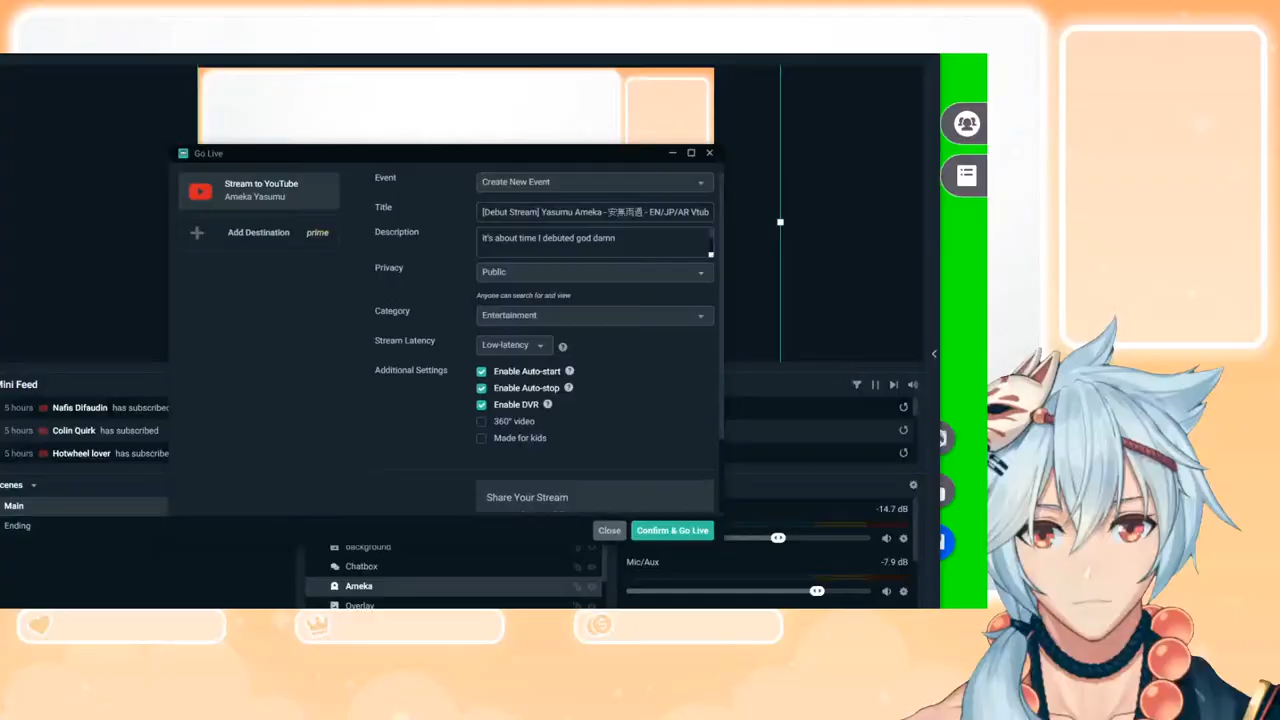 Go Live
Stream to YouTube
Ameka Yasumu
Add Destination prime
Event
Create New Event
Title
[Debut Stream] Yasumu Ameka - 安無雨過 - EN/JP/AR Vtub
Description
it's about time I debuted god damn
Privacy
Public
Anyone can search for and view
Category
Entertainment
Stream Latency
Low-latency
Additional Settings
Enable Auto-start
Enable Auto-stop
Enable DVR
360° video
Made for kids
Share Your Stream
Close
Confirm & Go Live
Mini Feed
5 hours Nafis Difaudin has subscribed
5 hours Colin Quirk has subscribed
5 hours Hotwheel lover has subscribe
cenes
Main
Ending
background
Chatbox
Ameka
Overlay
-14.7 dB
Mic/Aux
-7.9 dB